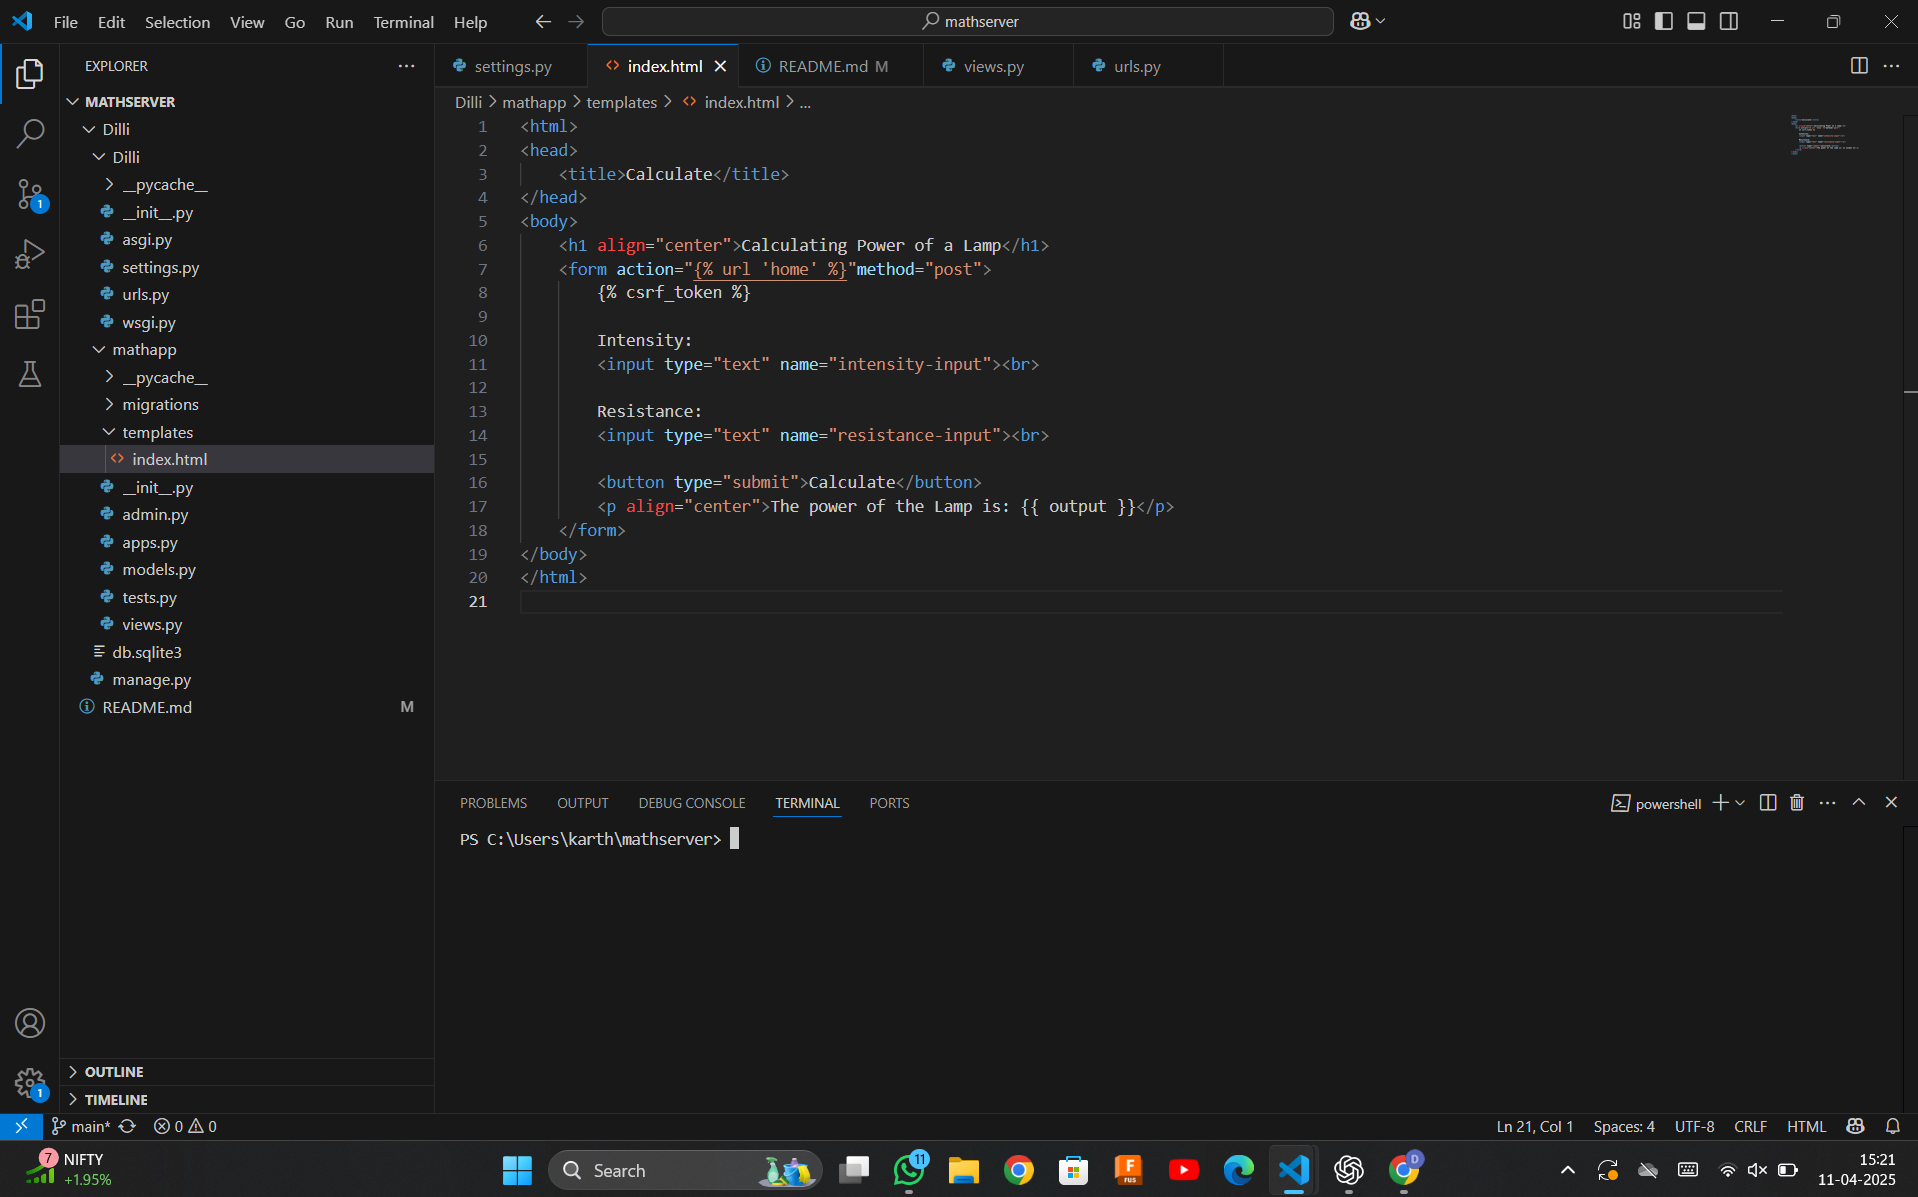 File Edit Selection View Go Run Terminal Help
mathserver
EXPLORER
settings.py
index.html
README.md M
views.py
urls.py
MATHSERVER
Dilli
Dilli
__pycache__
__init__.py
asgi.py
settings.py
urls.py
wsgi.py
mathapp
__pycache__
migrations
templates
index.html
__init__.py
admin.py
apps.py
models.py
tests.py
views.py
db.sqlite3
manage.py
README.md M
OUTLINE
TIMELINE
Dilli > mathapp > templates > index.html > ...
1 <html>
2 <head>
3 <title>Calculate</title>
4 </head>
5 <body>
6 <h1 align="center">Calculating Power of a Lamp</h1>
7 <form action="{% url 'home' %}"method="post">
8 {% csrf_token %}
9
10 Intensity:
11 <input type="text" name="intensity-input"><br>
12
13 Resistance:
14 <input type="text" name="resistance-input"><br>
15
16 <button type="submit">Calculate</button>
17 <p align="center">The power of the Lamp is: {{ output }}</p>
18 </form>
19 </body>
20 </html>
21
PROBLEMS OUTPUT DEBUG CONSOLE TERMINAL PORTS
powershell
PS C:\Users\karth\mathserver>
1
1
main* 0 0
Ln 21, Col 1 Spaces: 4 UTF-8 CRLF HTML
7
NIFTY
+1.95%
Search
11
F
FUS
D
15:21
11-04-2025